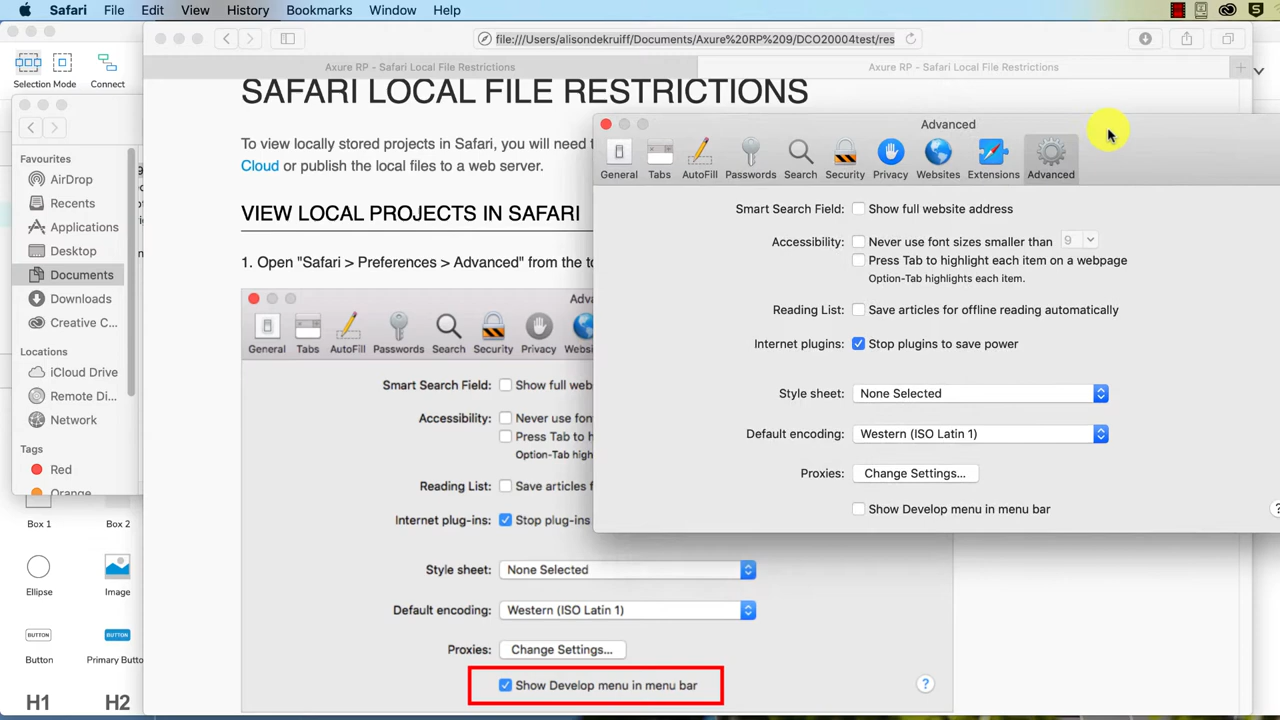 Safari File Edit View History Bookmarks Window Help
file:///Users/alisondekruiff/Documents/Axure%20RP%209/DCO20004test/res
Axure RP - Safari Local File Restrictions
Axure RP - Safari Local File Restrictions
Selection Mode
Connect
SAFARI LOCAL FILE RESTRICTIONS
To view locally stored projects in Safari, you will need
Cloud or publish the local files to a web server.
VIEW LOCAL PROJECTS IN SAFARI
1. Open "Safari > Preferences > Advanced" from the to
Favourites
AirDrop
Recents
Applications
Desktop
Documents
Downloads
Creative C...
Locations
iCloud Drive
Remote Di...
Network
Tags
Red
Orange
Box 1
Box 2
Ellipse
Image
BUTTON
BUTTON
Button
Primary Butto
H1
H2
General Tabs AutoFill Passwords Search Security Privacy
Smart Search Field: Show full web
Accessibility: Never use fon
Press Tab to h
Option-Tab high
Reading List: Save articles f
Internet plug-ins: Stop plug-ins
Style sheet: None Selected
Default encoding: Western (ISO Latin 1)
Proxies: Change Settings...
Show Develop menu in menu bar
?
Advanced
General Tabs AutoFill Passwords Search Security Privacy Websites Extensions Advanced
Smart Search Field: Show full website address
Accessibility: Never use font sizes smaller than 9
Press Tab to highlight each item on a webpage
Option-Tab highlights each item.
Reading List: Save articles for offline reading automatically
Internet plugins: Stop plugins to save power
Style sheet: None Selected
Default encoding: Western (ISO Latin 1)
Proxies: Change Settings...
Show Develop menu in menu bar
?